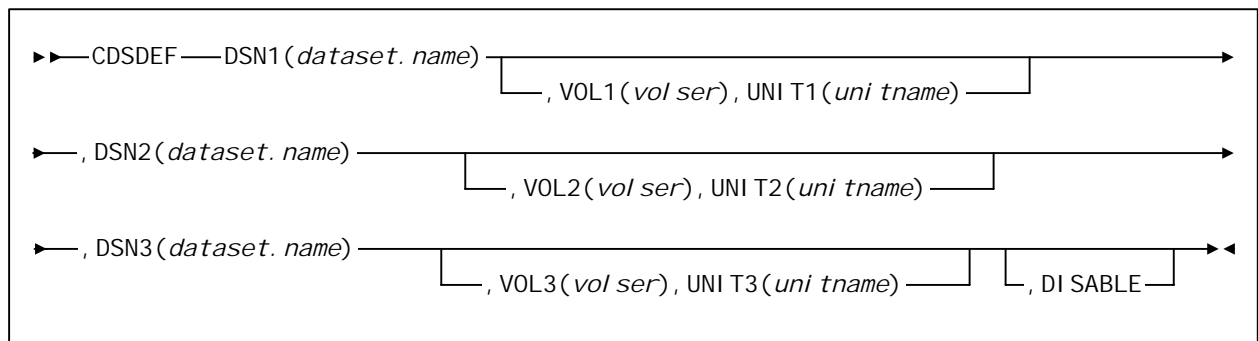 CDSDEF DSN1(dataset.name)
,VOL1(volser),UNIT1(unitname)
,DSN2(dataset.name)
,VOL2(volser),UNIT2(unitname)
,DSN3(dataset.name)
,VOL3(volser),UNIT3(unitname) ,DISABLE